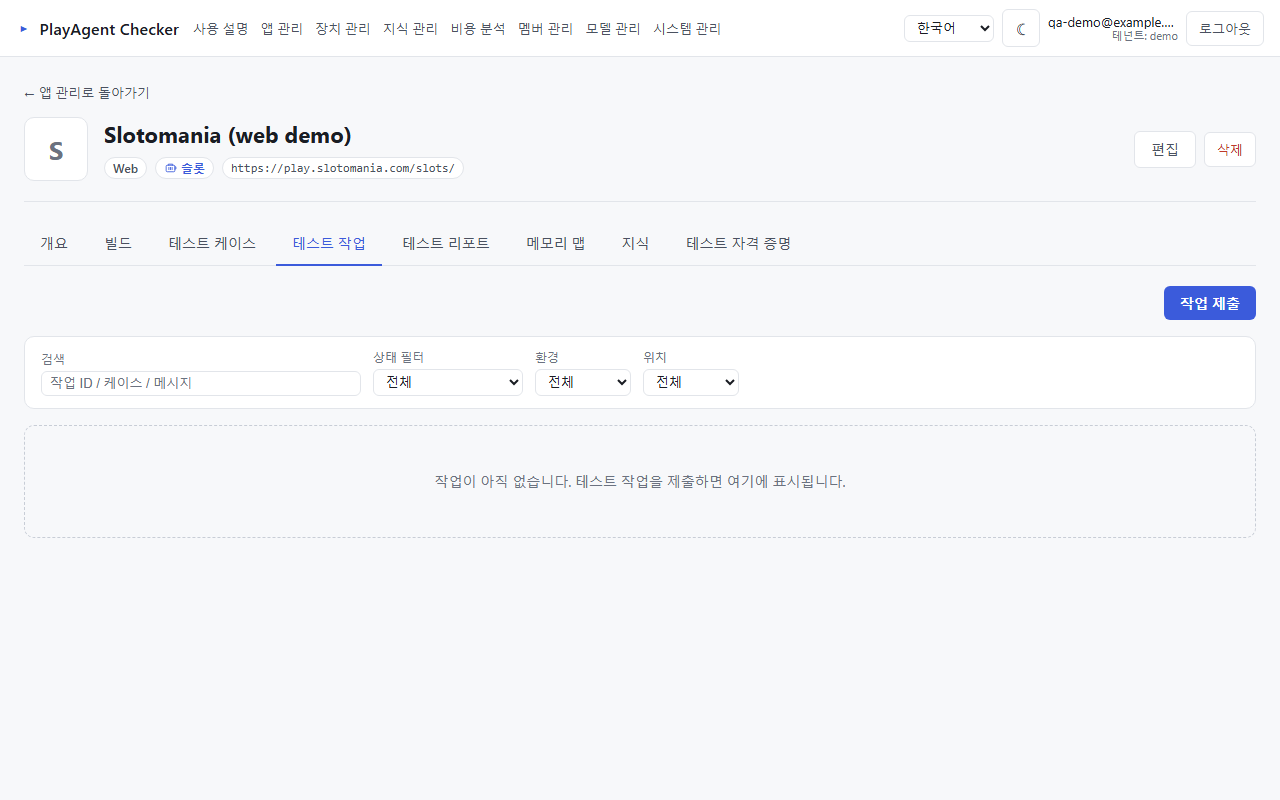 PlayAgent Checker 사용 설명 앱 관리 장치 관리 지식 관리 비용 분석 멤버 관리 모델 관리 시스템 관리 한국어 qa-demo@example.... 로그아웃
테넌트: demo
← 앱 관리로 돌아가기
S
Slotomania (web demo)
Web 슬롯 https://play.slotomania.com/slots/
편집 삭제
개요 빌드 테스트 케이스 테스트 작업 테스트 리포트 메모리 맵 지식 테스트 자격 증명
작업 제출
검색 상태 필터 환경 위치
작업 ID / 케이스 / 메시지 전체 전체 전체
작업이 아직 없습니다. 테스트 작업을 제출하면 여기에 표시됩니다.